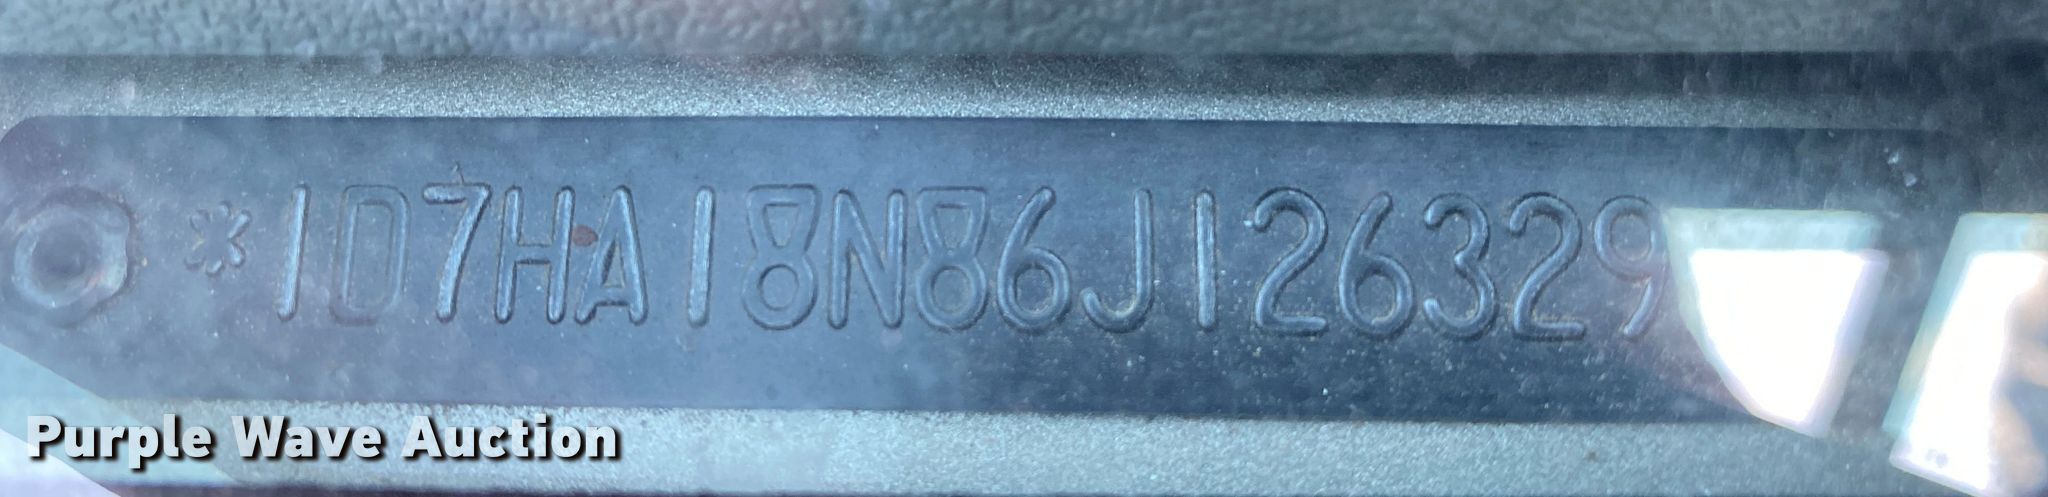 *1D7HA18N86J126329
Purple Wave Auction